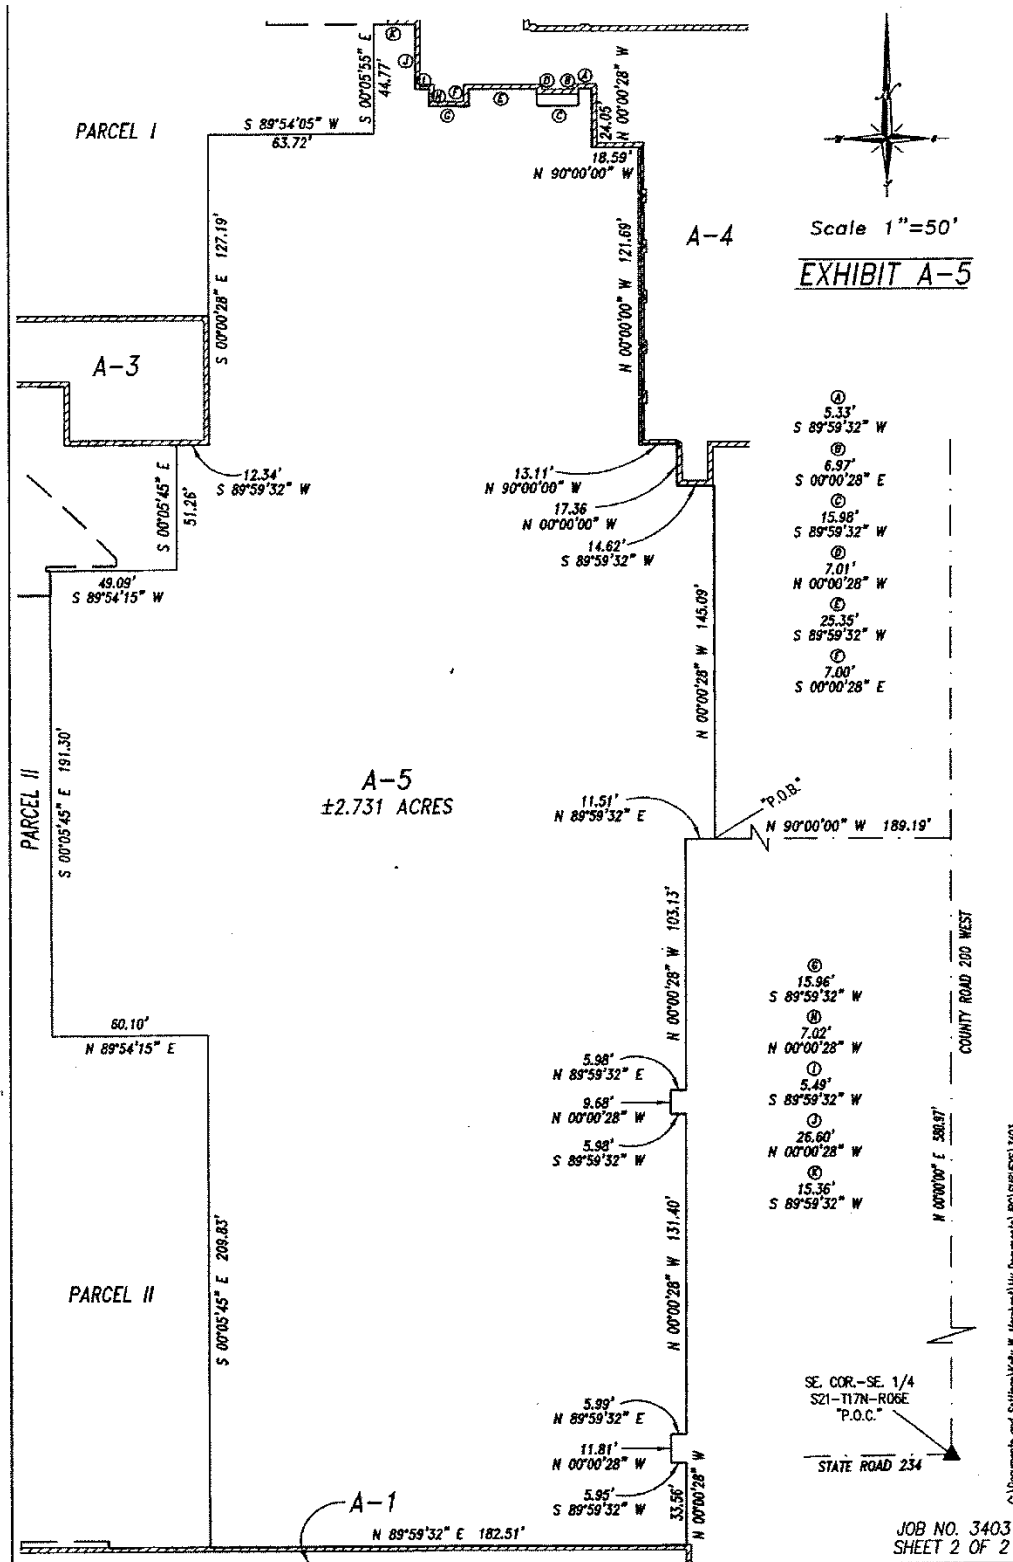 K
J
I
H
F
G
E
D
B
A
C
S 00°05'55" E
44.77'
PARCEL I
S 89°54'05" W
63.72'
24.05'
N 00°00'28" W
18.59'
N 90°00'00" W
N
Scale 1"=50'
EXHIBIT A-5
A-4
S 00°00'28" E 127.19'
N 00°00'00" W 121.69'
A-3
12.34'
S 89°59'32" W
S 00°05'45" E
51.26'
13.11'
N 90°00'00" W
17.36
N 00°00'00" W
14.62'
S 89°59'32" W
49.09'
S 89°54'15" W
A
5.33'
S 89°59'32" W
B
6.97'
S 00°00'28" E
C
15.98'
S 89°59'32" W
D
7.01'
N 00°00'28" W
E
25.35'
S 89°59'32" W
F
7.00'
S 00°00'28" E
N 00°00'28" W 145.09'
PARCEL II
S 00°05'45" E 191.30'
A-5
±2.731 ACRES
11.51'
N 89°59'32" E
"P.O.B."
N 90°00'00" W 189.19'
N 00°00'28" W 103.13'
COUNTY ROAD 200 WEST
G
15.96'
S 89°59'32" W
H
7.02'
N 00°00'28" W
I
5.49'
S 89°59'32" W
J
26.60'
N 00°00'28" W
K
15.36'
S 89°59'32" W
60.10'
N 89°54'15" E
5.98'
N 89°59'32" E
9.68'
N 00°00'28" W
5.98'
S 89°59'32" W
N 00°00'00" E 580.97'
S 00°05'45" E 209.83'
N 00°00'28" W 131.40'
PARCEL II
SE. COR.-SE. 1/4
S21-T17N-R06E
"P.O.C."
STATE ROAD 234
5.99'
N 89°59'32" E
11.81'
N 00°00'28" W
5.95'
S 89°59'32" W
33.56'
N 00°00'28" W
A-1
N 89°59'32" E 182.51'
JOB NO. 3403
SHEET 2 OF 2